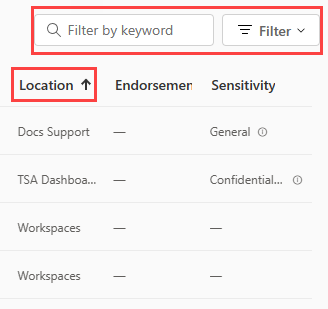 Filter by keyword Filter
Location Endorsemen Sensitivity
Docs Support — General
TSA Dashboa... — Confidential...
Workspaces — —
Workspaces — —